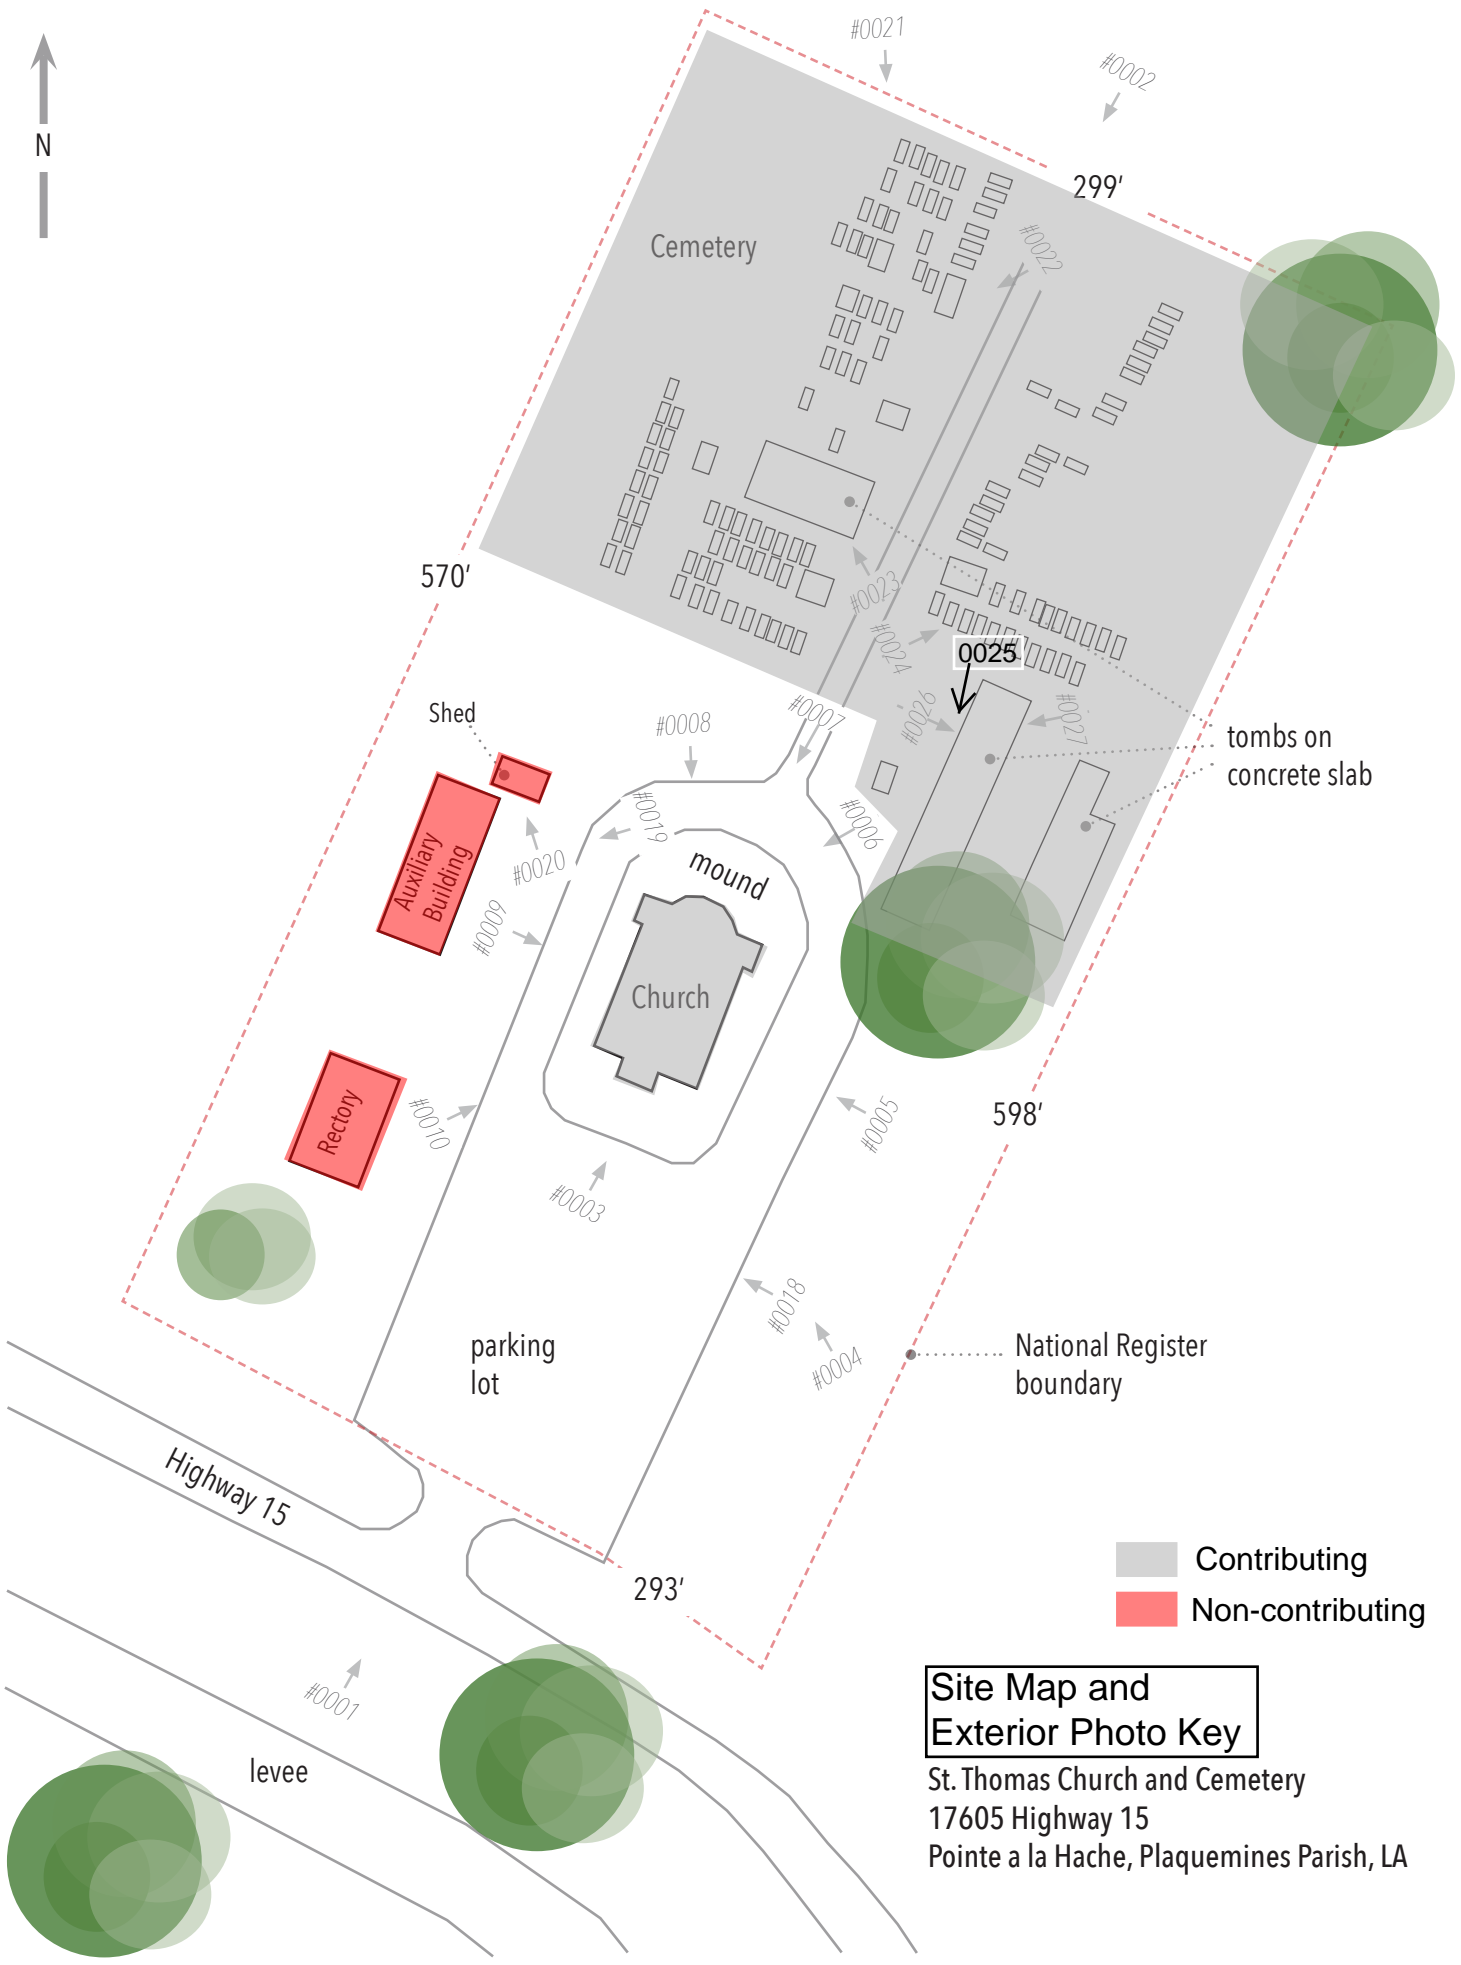 #0021
#0002
N
299'
Cemetery
#0022
570'
#0023
#0024
0025
#0026
#0027
Shed
#0008
#0007
tombs on
concrete slab
#0019
#0006
#0020
mound
Auxiliary
Building
#0009
Church
Rectory
#0010
#0005
598'
#0003
#0018
#0004
parking
lot
National Register
boundary
Highway 15
293'
Contributing
Non-contributing
#0001
levee
Site Map and
Exterior Photo Key
St. Thomas Church and Cemetery
17605 Highway 15
Pointe a la Hache, Plaquemines Parish, LA